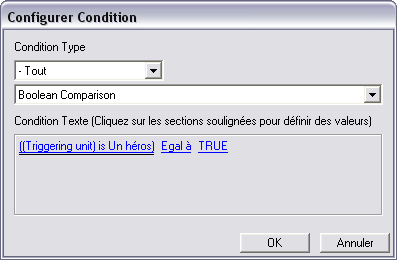 Configurer Condition
Condition Type
- Tout
Boolean Comparison
Condition Texte (Cliquez sur les sections soulignées pour définir des valeurs)
((Triggering unit) is Un héros) Egal à TRUE
OK Annuler